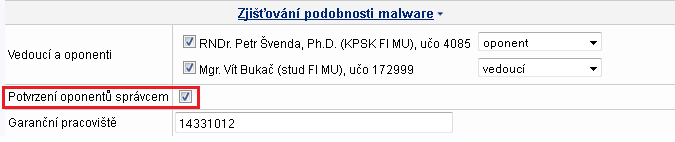 Zjišťování podobnosti malware
Vedoucí a oponenti
RNDr. Petr Švenda, Ph.D. (KPSK FI MU), učo 4085 oponent
Mgr. Vít Bukač (stud FI MU), učo 172999 vedoucí
Potvrzení oponentů správcem
Garanční pracoviště 14331012